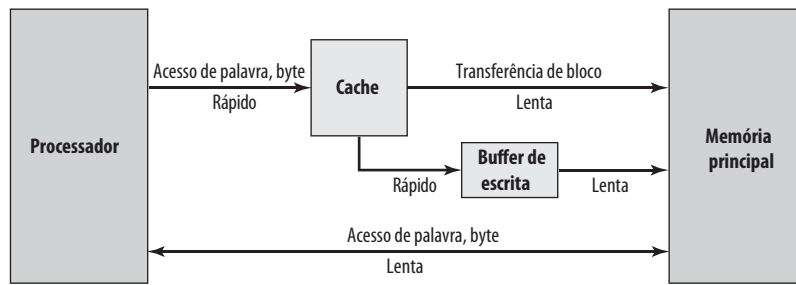 Processador
Acesso de palavra, byte
Rápido
Cache
Transferência de bloco
Lenta
Rápido
Buffer de
escrita
Lenta
Memória
principal
Acesso de palavra, byte
Lenta